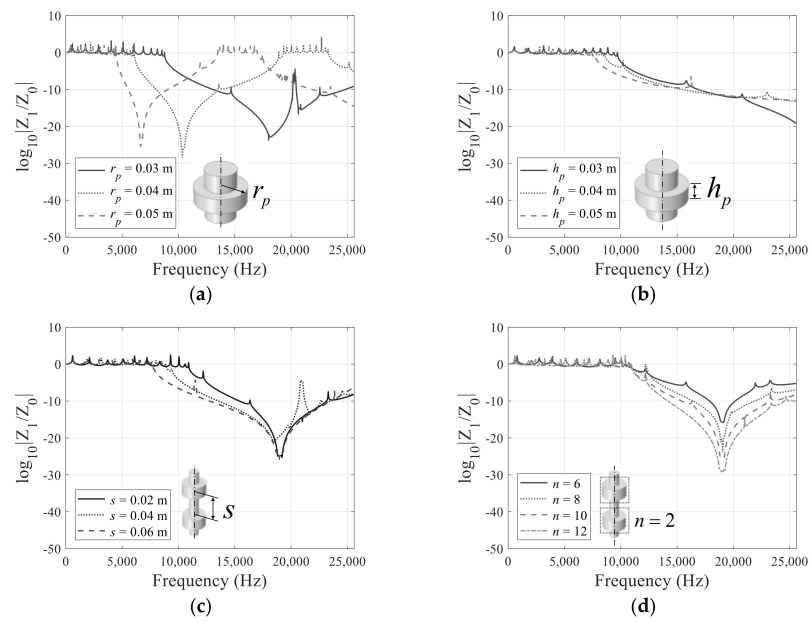 10
0
-10
-20
-30
-40
-50
log10|Z1/Z0|
rp = 0.03 m
rp = 0.04 m
rp = 0.05 m
rp
0 5,000 10,000 15,000 20,000 25,000
Frequency (Hz)
(a)
10
0
-10
-20
-30
-40
-50
log10|Z1/Z0|
hp = 0.03 m
hp = 0.04 m
hp = 0.05 m
hp
0 5,000 10,000 15,000 20,000 25,000
Frequency (Hz)
(b)
10
0
-10
-20
-30
-40
-50
log10|Z1/Z0|
s = 0.02 m
s = 0.04 m
s = 0.06 m
s
0 5,000 10,000 15,000 20,000 25,000
Frequency (Hz)
(c)
10
0
-10
-20
-30
-40
-50
log10|Z1/Z0|
n = 6
n = 8
n = 10
n = 12
n = 2
0 5,000 10,000 15,000 20,000 25,000
Frequency (Hz)
(d)